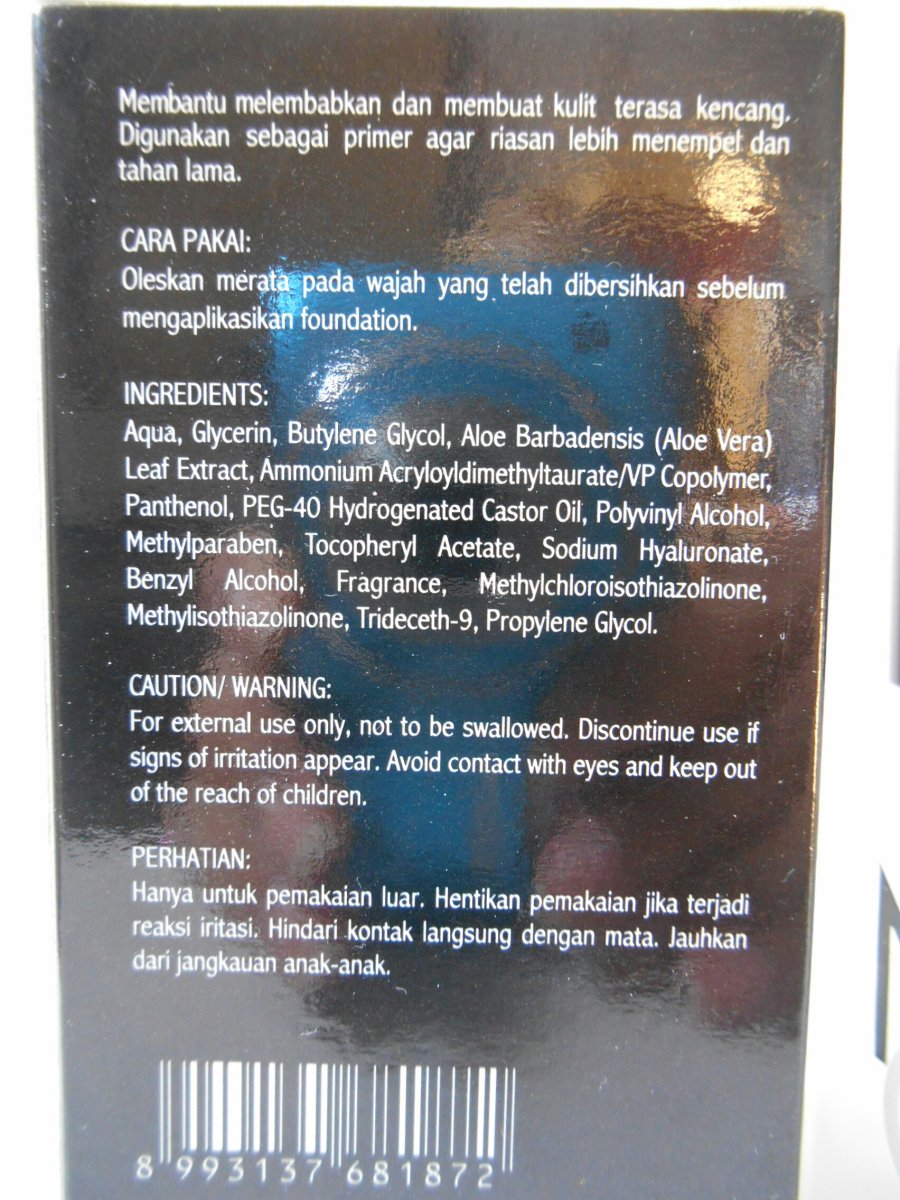 Membantu melembabkan dan membuat kulit terasa kencang.
Digunakan sebagai primer agar riasan lebih menempel dan
tahan lama.
CARA PAKAI:
Oleskan merata pada wajah yang telah dibersihkan sebelum
mengaplikasikan foundation.
INGREDIENTS:
Aqua, Glycerin, Butylene Glycol, Aloe Barbadensis (Aloe Vera)
Leaf Extract, Ammonium Acryloyldimethyltaurate/VP Copolymer,
Panthenol, PEG-40 Hydrogenated Castor Oil, Polyvinyl Alcohol,
Methylparaben, Tocopheryl Acetate, Sodium Hyaluronate,
Benzyl Alcohol, Fragrance, Methylchloroisothiazolinone,
Methylisothiazolinone, Trideceth-9, Propylene Glycol.
CAUTION/ WARNING:
For external use only, not to be swallowed. Discontinue use if
signs of irritation appear. Avoid contact with eyes and keep out
of the reach of children.
PERHATIAN:
Hanya untuk pemakaian luar. Hentikan pemakaian jika terjadi
reaksi iritasi. Hindari kontak langsung dengan mata. Jauhkan
dari jangkauan anak-anak.
8 993137 681872